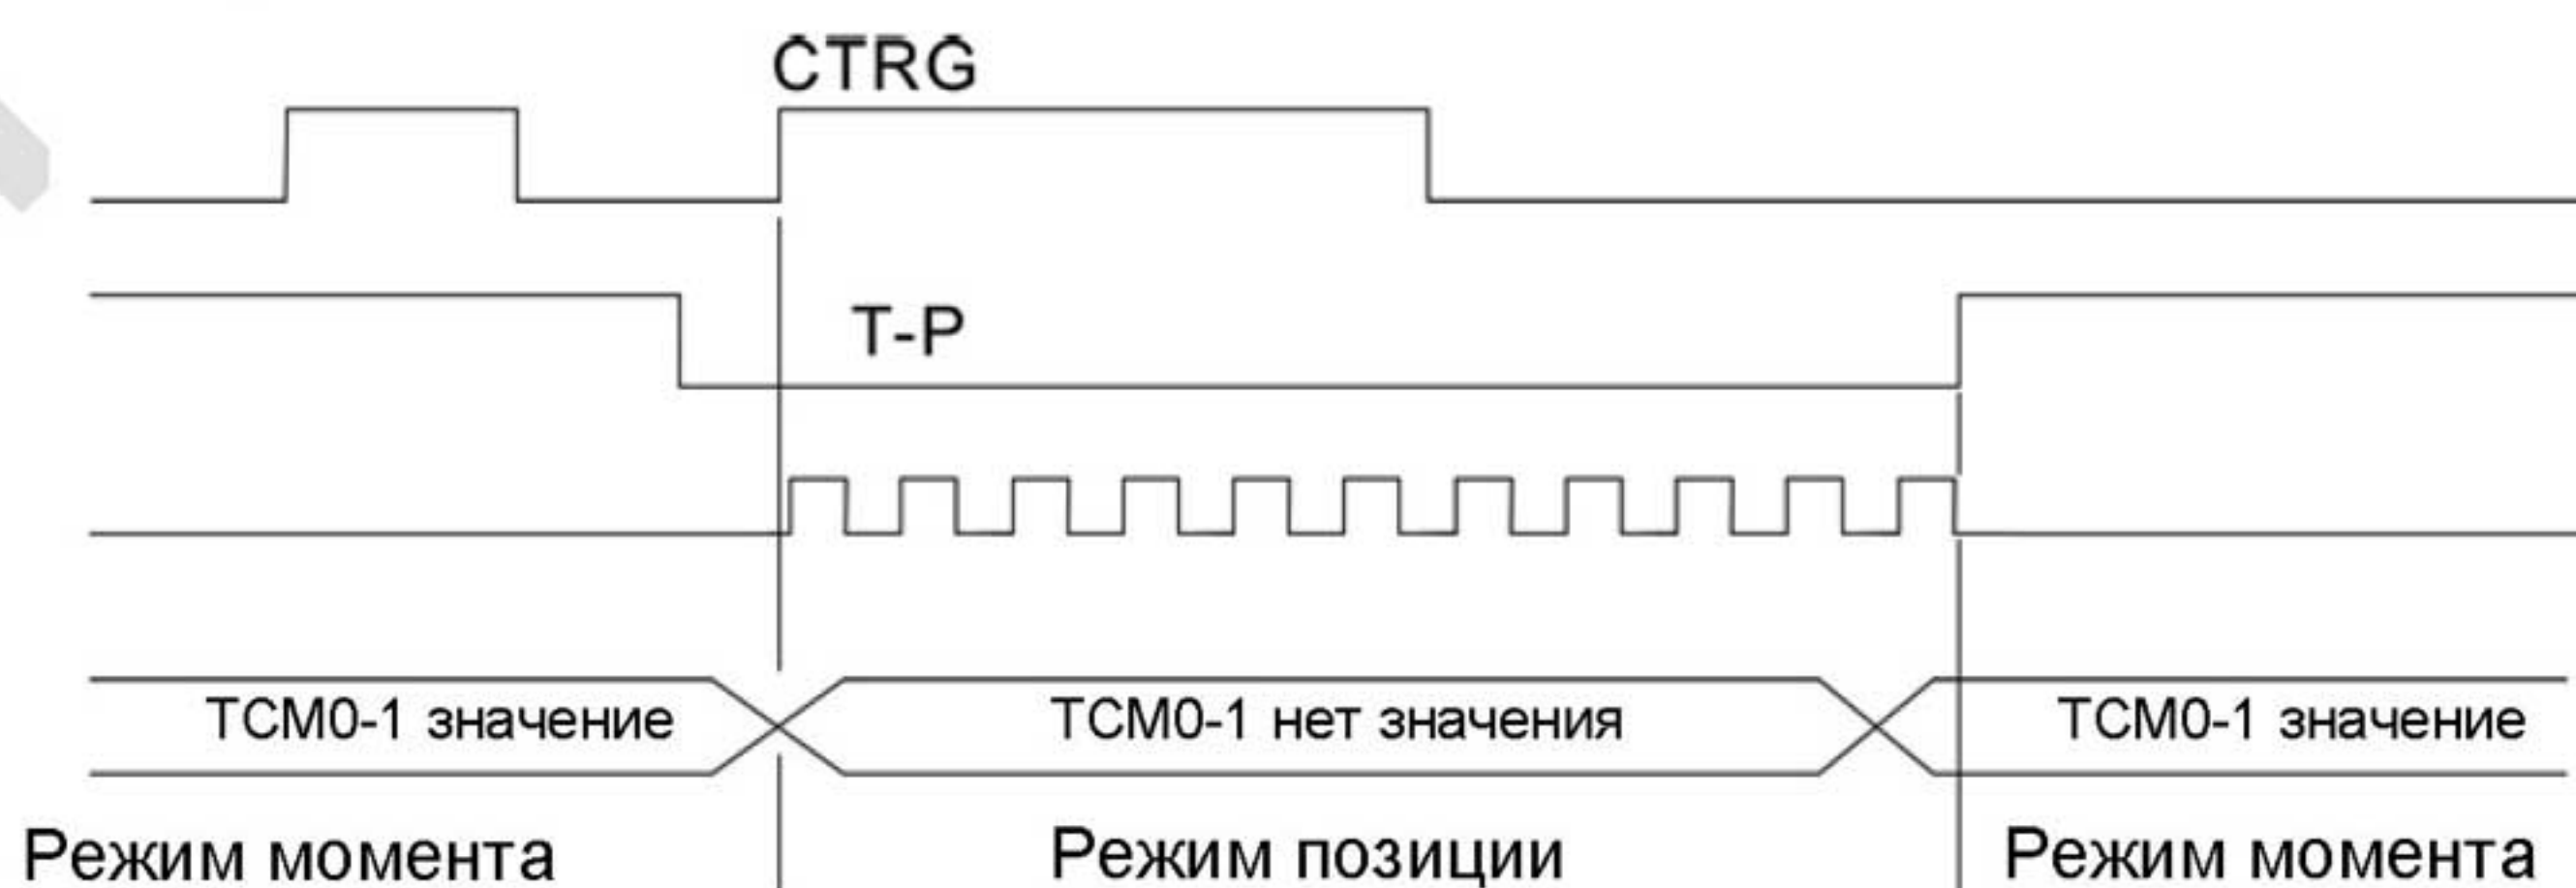 CTRG
T-P
TCM0-1 значение
TCM0-1 нет значения
TCM0-1 значение
Режим момента
Режим позиции
Режим момента